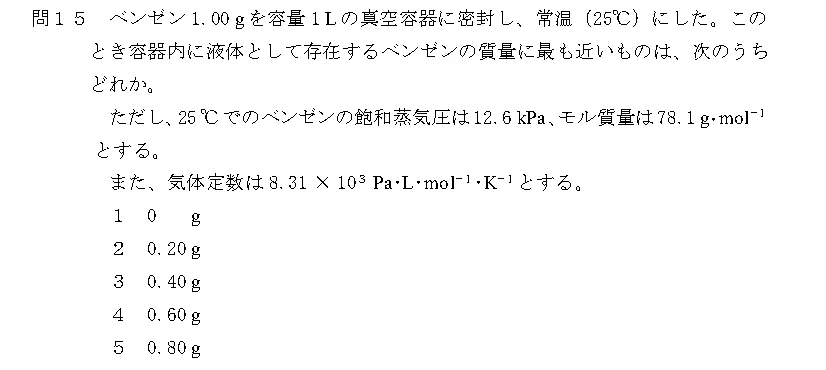 問１５　ベンゼン1.00 gを容量1 Lの真空容器に密封し、常温（25℃）にした。この
とき容器内に液体として存在するベンゼンの質量に最も近いものは、次のうち
どれか。
ただし、25℃でのベンゼンの飽和蒸気圧は12.6 kPa、モル質量は78.1 g・mol⁻¹
とする。
また、気体定数は8.31 × 10³ Pa・L・mol⁻¹・K⁻¹とする。
1　0　　g
2　0.20 g
3　0.40 g
4　0.60 g
5　0.80 g